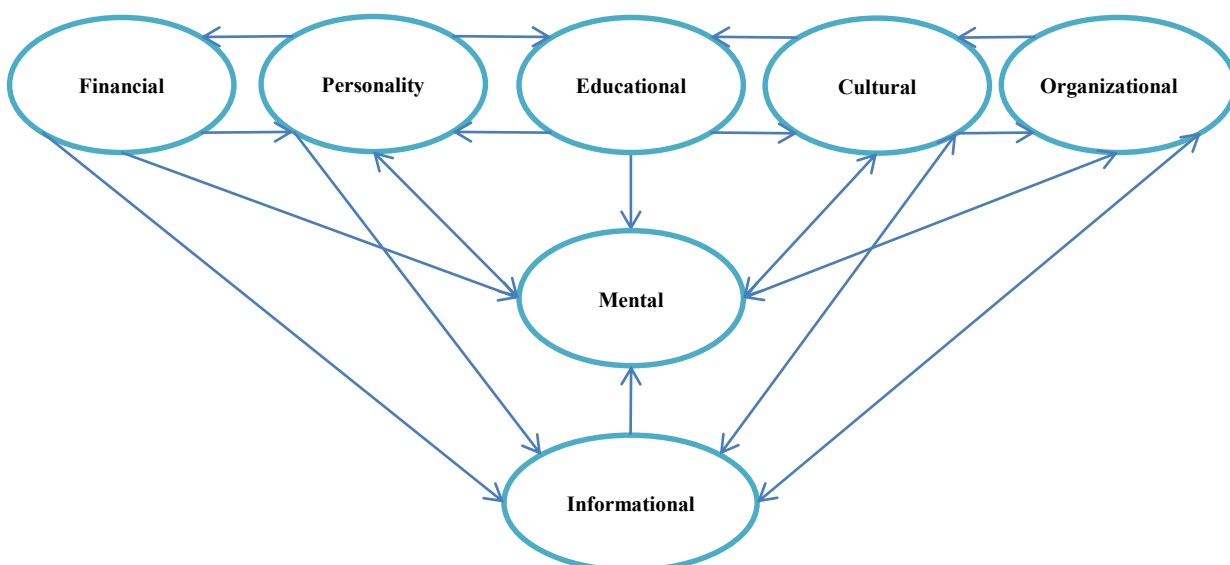 Financial
Personality
Educational
Cultural
Organizational
Mental
Informational